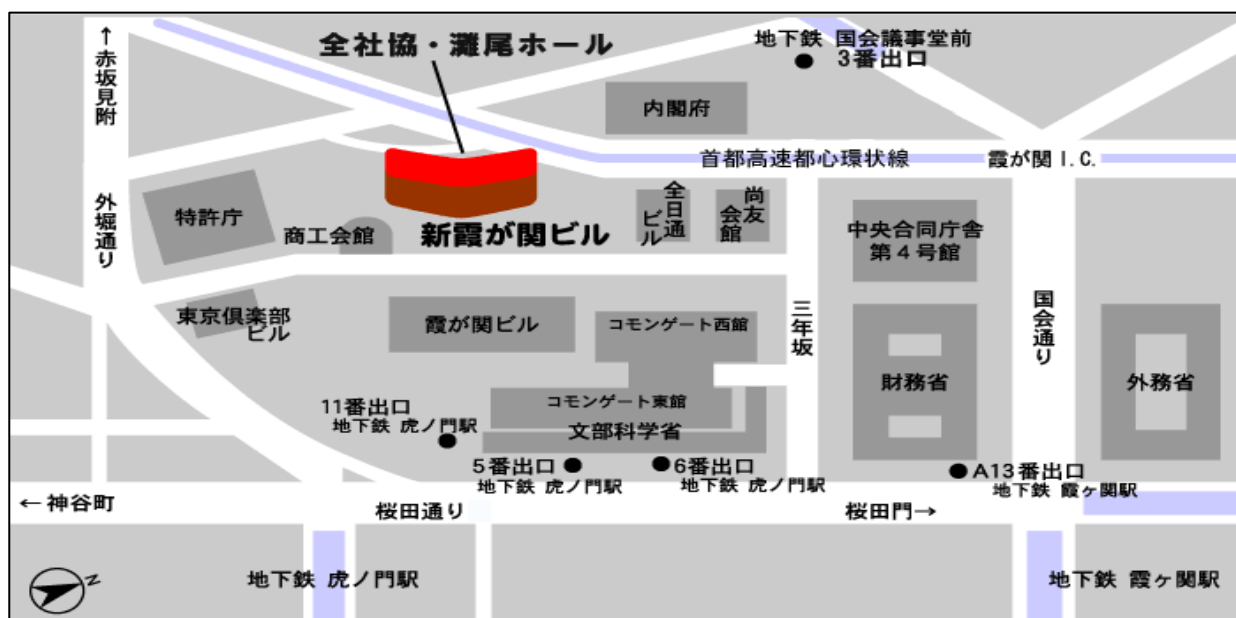 ↑赤坂見附
全社協・灘尾ホール
地下鉄 国会議事堂前
3番出口
内閣府
首都高速都心環状線
霞が関 I.C.
外堀通り
特許庁
商工会館
新霞が関ビル
全日通
ビル
尚友
会館
中央合同庁舎
第４号館
東京倶楽部
ビル
霞が関ビル
コモンゲート西館
三年坂
国会通り
財務省
外務省
コモンゲート東館
文部科学省
11番出口
地下鉄 虎ノ門駅
5番出口
地下鉄 虎ノ門駅
6番出口
地下鉄 虎ノ門駅
A13番出口
地下鉄 霞ヶ関駅
←神谷町
桜田通り
桜田門→
地下鉄 虎ノ門駅
地下鉄 霞ヶ関駅
N